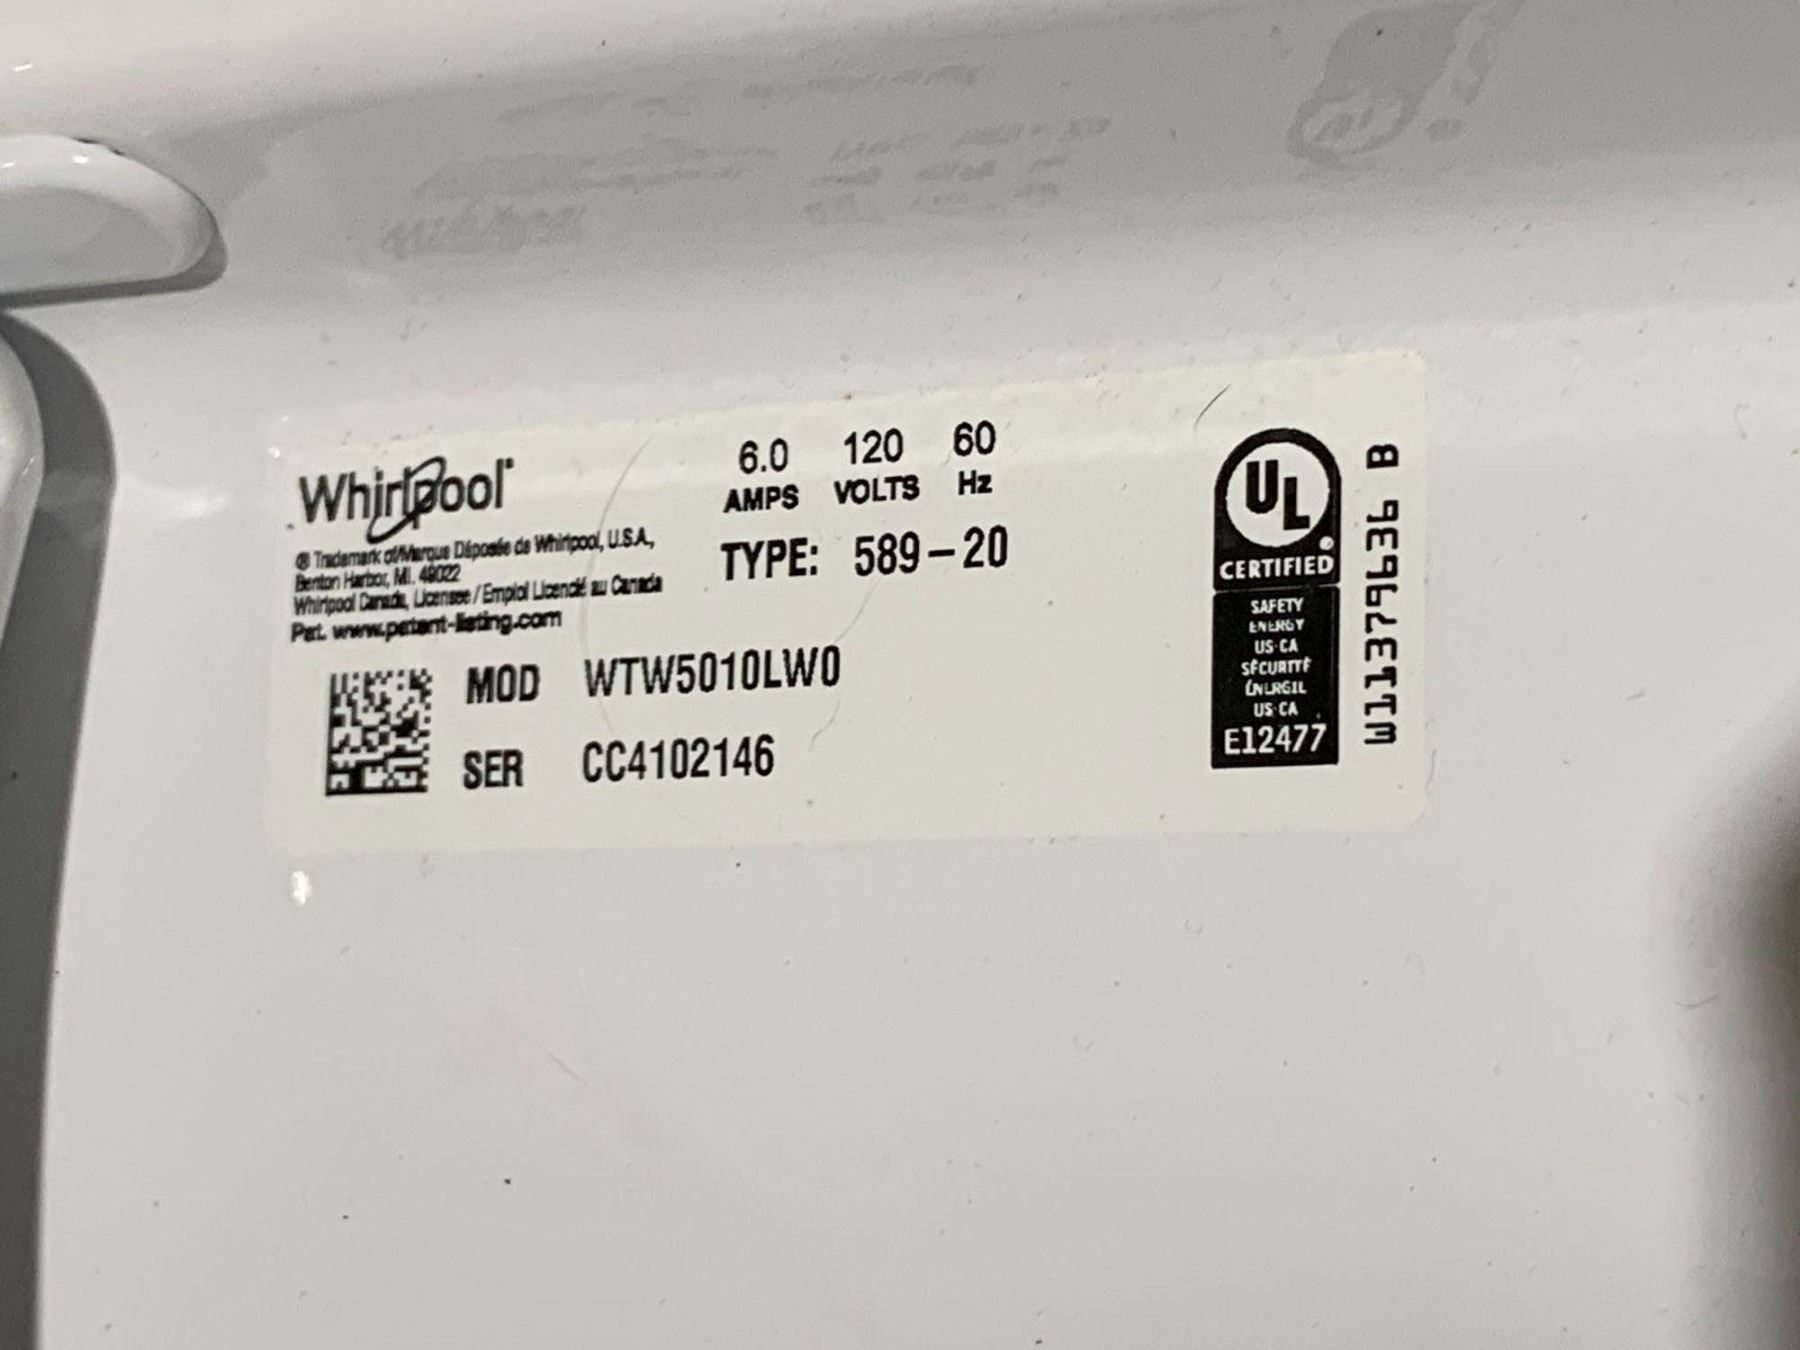 Whirlpool®
® Trademark of/Marque Déposée de Whirlpool, U.S.A.,
Benton Harbor, MI. 49022
Whirlpool Canada, Licensee / Emploi Licencié au Canada
Pat. www.patent-listing.com
6.0 120 60
AMPS VOLTS Hz
TYPE: 589-20
MOD WTW5010LW0
SER CC4102146
UL
CERTIFIED
SAFETY
ENERGY
US·CA
SÉCURITÉ
ÉNERGIE
US·CA
E12477
W11379636 B